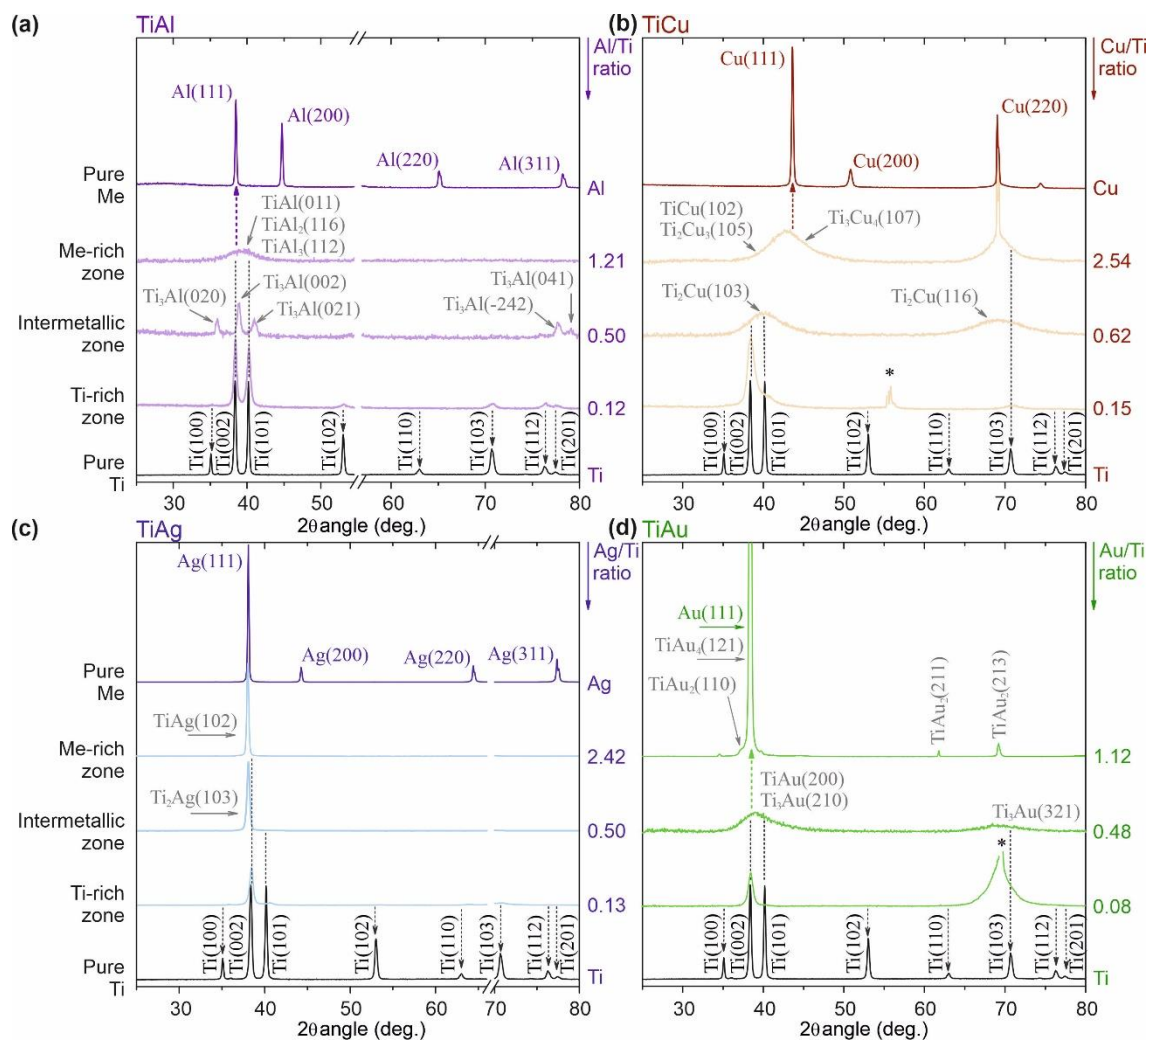 (a) TiAl
Al/Ti
ratio
Al(111)
Al(200)
Al(220)
Al(311)
Pure
Me
Al
TiAl(011)
TiAl₂(116)
TiAl₃(112)
Me-rich
zone
1.21
Ti₃Al(020)
Ti₃Al(002)
Ti₃Al(021)
Ti₃Al(-242)
Ti₃Al(041)
Intermetallic
zone
0.50
Ti-rich
zone
0.12
Ti(100)
Ti(002)
Ti(101)
Ti(102)
Ti(110)
Ti(103)
Ti(112)
Ti(201)
Pure
Ti
Ti
30 40 50 60 70 80
2θ angle (deg.)
(b) TiCu
Cu/Ti
ratio
Cu(111)
Cu(200)
Cu(220)
Cu
TiCu(102)
Ti₂Cu₃(105)
Ti₃Cu₄(107)
2.54
Ti₂Cu(103)
Ti₂Cu(116)
0.62
*
0.15
Ti(100)
Ti(002)
Ti(101)
Ti(102)
Ti(110)
Ti(103)
Ti(112)
Ti(201)
Ti
30 40 50 60 70 80
2θ angle (deg.)
(c) TiAg
Ag/Ti
ratio
Ag(111)
Ag(200)
Ag(220)
Ag(311)
Pure
Me
Ag
TiAg(102)
Me-rich
zone
2.42
Ti₂Ag(103)
Intermetallic
zone
0.50
Ti-rich
zone
0.13
Ti(100)
Ti(002)
Ti(101)
Ti(102)
Ti(110)
Ti(103)
Ti(112)
Ti(201)
Pure
Ti
Ti
30 40 50 60 70 80
2θ angle (deg.)
(d) TiAu
Au/Ti
ratio
Au(111)
TiAu₄(121)
TiAu₂(110)
TiAu₂(211)
TiAu₂(213)
1.12
TiAu(200)
Ti₃Au(210)
Ti₃Au(321)
0.48
*
0.08
Ti(100)
Ti(002)
Ti(101)
Ti(102)
Ti(110)
Ti(103)
Ti(112)
Ti(201)
Ti
30 40 50 60 70 80
2θ angle (deg.)